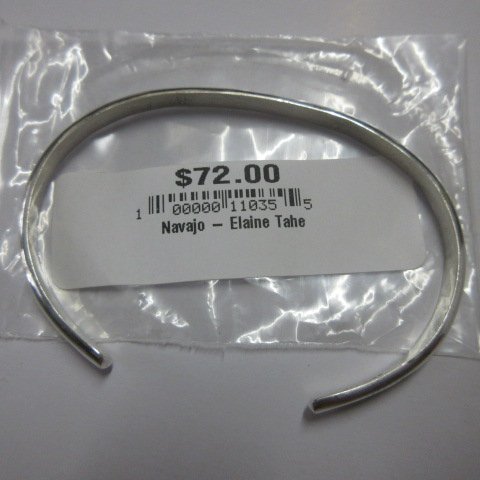 $72.00
1 00000 11035 5
Navajo – Elaine Tahe